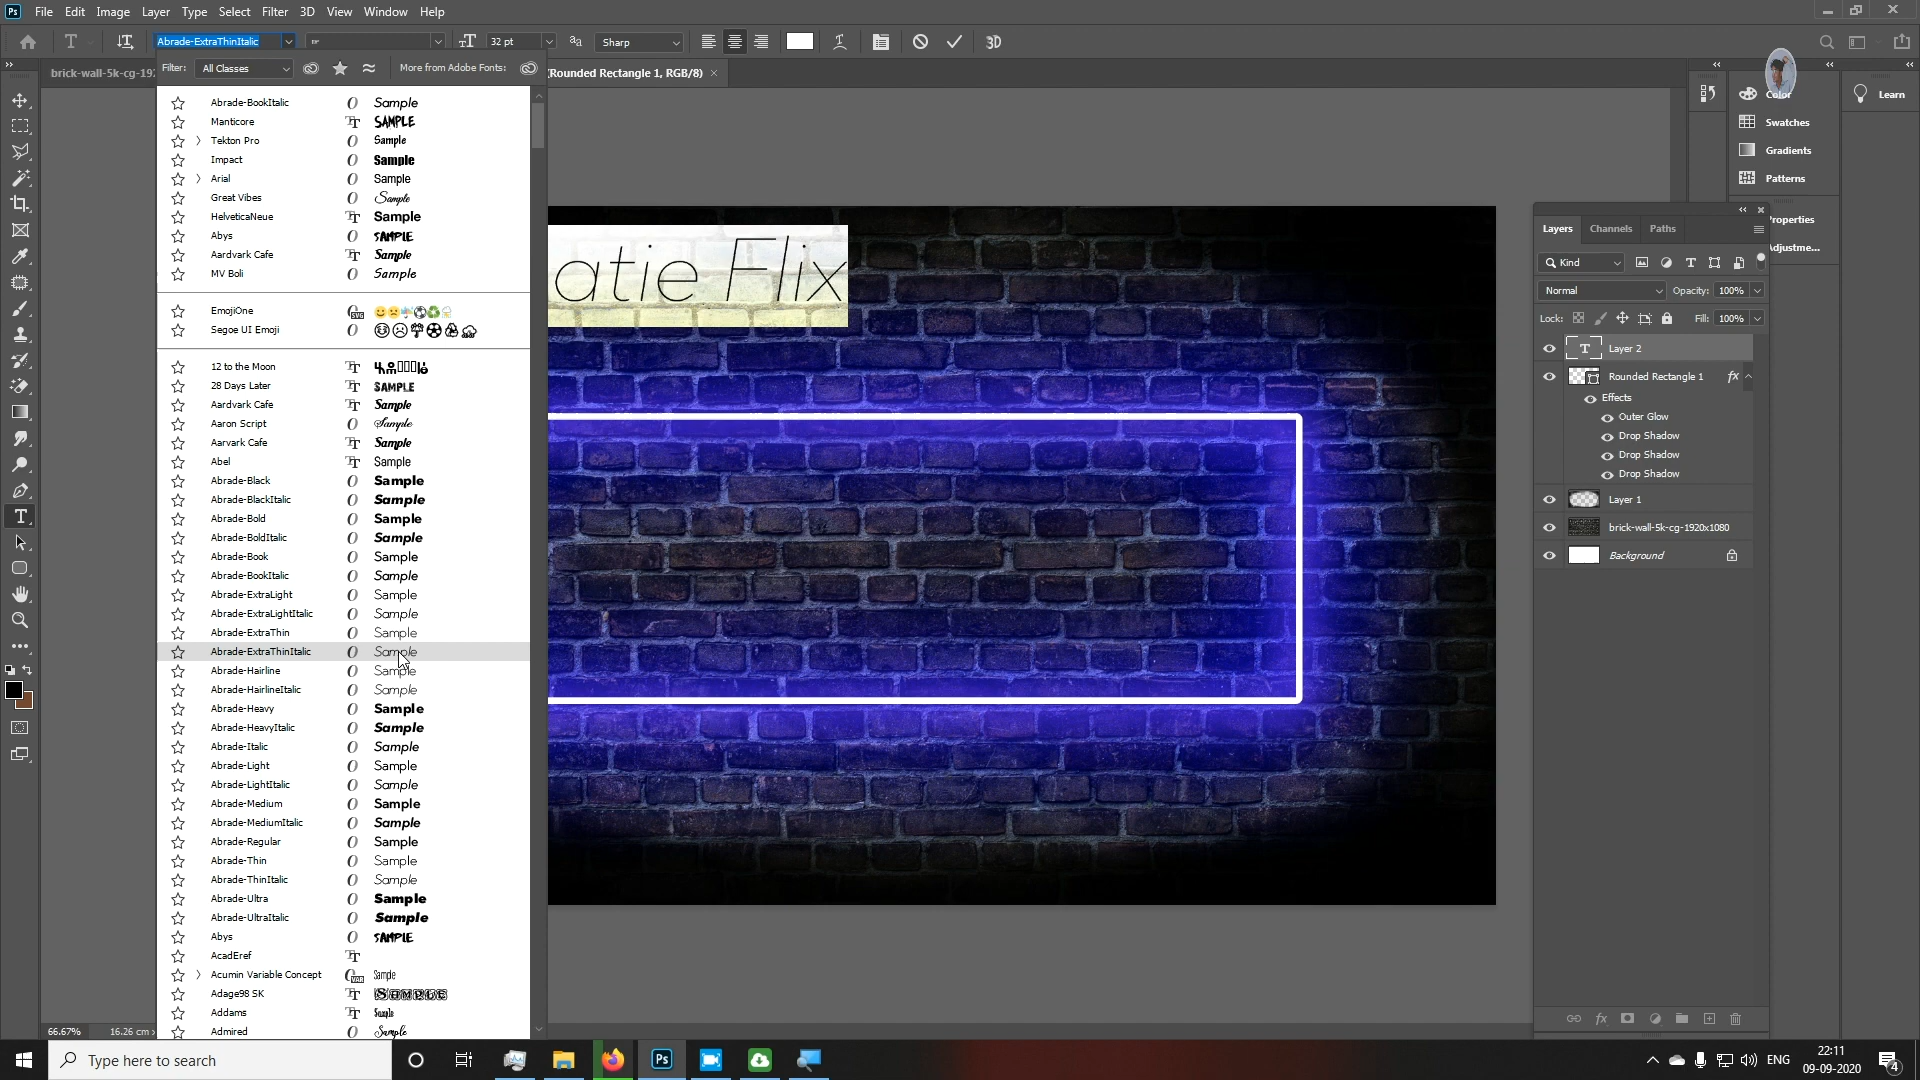 Ps File Edit Image Layer Type Select Filter 3D View Window Help
Abrade-ExtraThinItalic
32 pt
Sharp
3D
Filter: All Classes More from Adobe Fonts:
brick-wall-5k-cg-192
(Rounded Rectangle 1, RGB/8) ×
Abrade-BookItalic Sample
Manticore SAMPLE
Tekton Pro Sample
Impact Sample
Arial Sample
Great Vibes Sample
HelveticaNeue Sample
Abys SAMPLE
Aardvark Cafe Sample
MV Boli Sample
EmojiOne
Segoe UI Emoji
12 to the Moon
28 Days Later SAMPLE
Aardvark Cafe Sample
Aaron Script Sample
Aarvark Cafe Sample
Abel Sample
Abrade-Black Sample
Abrade-BlackItalic Sample
Abrade-Bold Sample
Abrade-BoldItalic Sample
Abrade-Book Sample
Abrade-BookItalic Sample
Abrade-ExtraLight Sample
Abrade-ExtraLightItalic Sample
Abrade-ExtraThin Sample
Abrade-ExtraThinItalic Sample
Abrade-Hairline Sample
Abrade-HairlineItalic Sample
Abrade-Heavy Sample
Abrade-HeavyItalic Sample
Abrade-Italic Sample
Abrade-Light Sample
Abrade-LightItalic Sample
Abrade-Medium Sample
Abrade-MediumItalic Sample
Abrade-Regular Sample
Abrade-Thin Sample
Abrade-ThinItalic Sample
Abrade-Ultra Sample
Abrade-UltraItalic Sample
Abys SAMPLE
AcadEref
Acumin Variable Concept Sample
Adage98 SK SAMPLE
Addams Sample
Admired Sample
atie Flix
Color
Swatches
Gradients
Patterns
Learn
Properties
Adjustme...
Layers Channels Paths
Kind
Normal Opacity: 100%
Lock: Fill: 100%
Layer 2
Rounded Rectangle 1 fx
Effects
Outer Glow
Drop Shadow
Drop Shadow
Drop Shadow
Layer 1
brick-wall-5k-cg-1920x1080
Background
66.67% 16.26 cm
Type here to search
Ps
ENG
22:11
09-09-2020
4